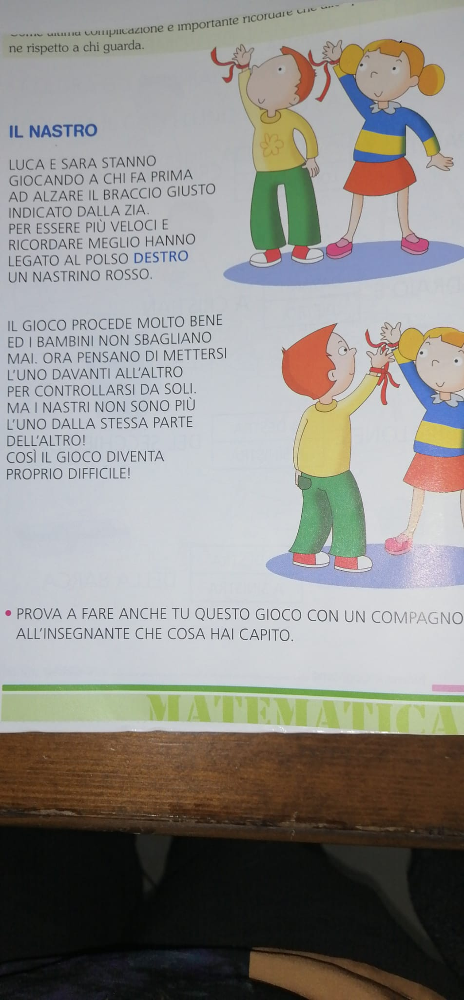 complicazione e importante ricordare che
ne rispetto a chi guarda.
IL NASTRO
LUCA E SARA STANNO
GIOCANDO A CHI FA PRIMA
AD ALZARE IL BRACCIO GIUSTO
INDICATO DALLA ZIA.
PER ESSERE PIÙ VELOCI E
RICORDARE MEGLIO HANNO
LEGATO AL POLSO DESTRO
UN NASTRINO ROSSO.
IL GIOCO PROCEDE MOLTO BENE
ED I BAMBINI NON SBAGLIANO
MAI. ORA PENSANO DI METTERSI
L'UNO DAVANTI ALL'ALTRO
PER CONTROLLARSI DA SOLI.
MA I NASTRI NON SONO PIÙ
L'UNO DALLA STESSA PARTE
DELL'ALTRO!
COSÌ IL GIOCO DIVENTA
PROPRIO DIFFICILE!
• PROVA A FARE ANCHE TU QUESTO GIOCO CON UN COMPAGNO
ALL'INSEGNANTE CHE COSA HAI CAPITO.
MATEMATICA